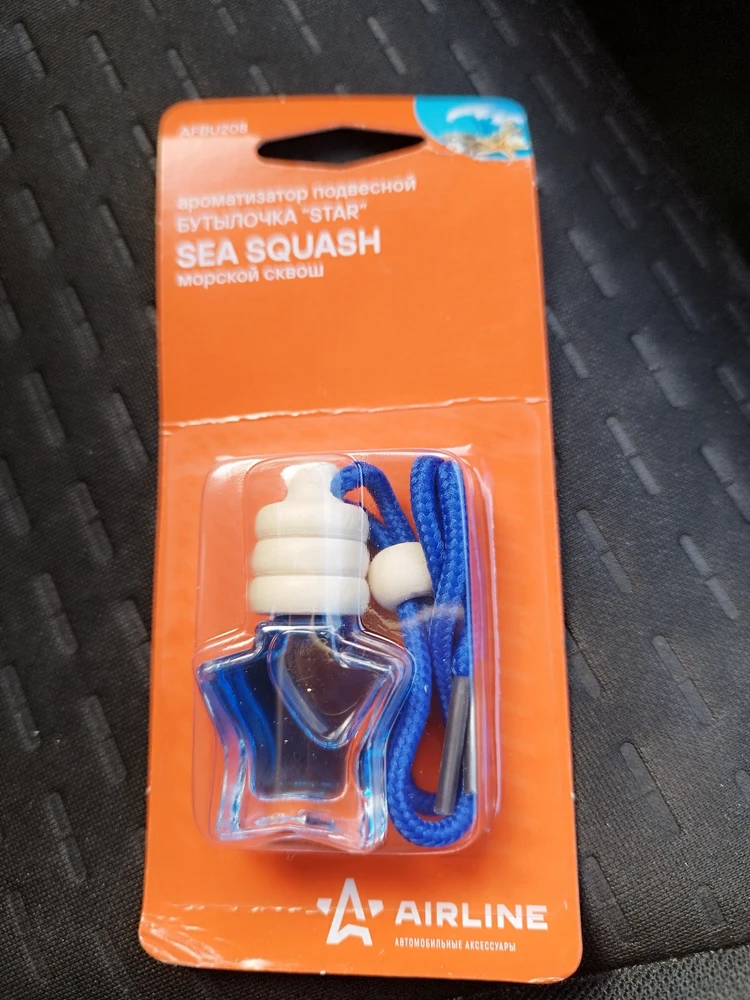 AFBU208
ароматизатор подвесной
БУТЫЛОЧКА "STAR"
SEA SQUASH
морской сквош
AIRLINE
АВТОМОБИЛЬНЫЕ АКСЕССУАРЫ